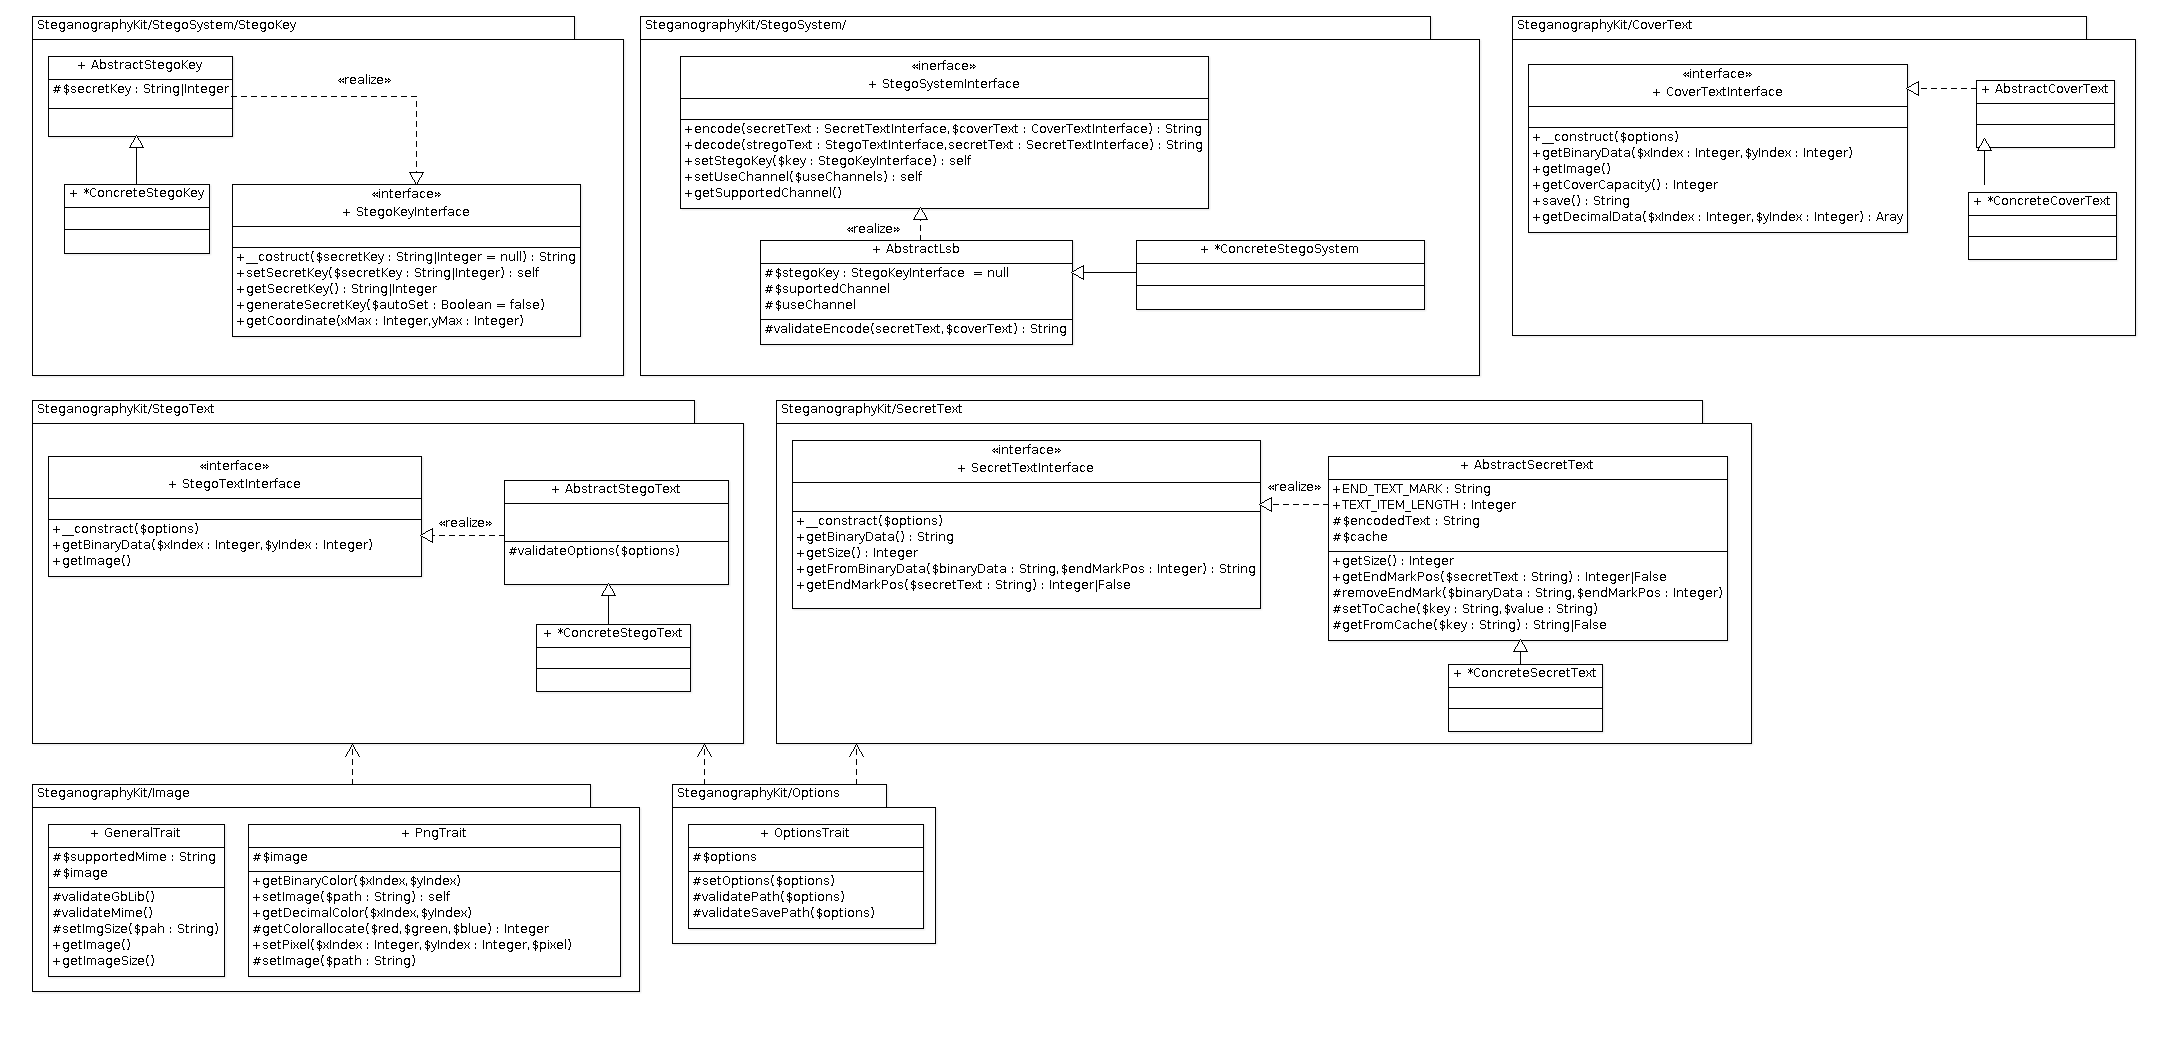 SteganographyKit/StegoSystem/StegoKey
+ AbstractStegoKey
#$secretKey : String|Integer
«realize»
+ *ConcreteStegoKey
«interface»
+ StegoKeyInterface
+__costruct($secretKey : String|Integer = null) : String
+setSecretKey($secretKey : String|Integer) : self
+getSecretKey() : String|Integer
+generateSecretKey($autoSet : Boolean = false)
+getCoordinate(xMax : Integer,yMax : Integer)
SteganographyKit/StegoSystem/
«inerface»
+ StegoSystemInterface
+encode(secretText : SecretTextInterface,$coverText : CoverTextInterface) : String
+decode(stregoText : StegoTextInterface,secretText : SecretTextInterface) : String
+setStegoKey($key : StegoKeyInterface) : self
+setUseChannel($useChannels) : self
+getSupportedChannel()
«realize»
+ AbstractLsb
#$stegoKey : StegoKeyInterface = null
#$suportedChannel
#$useChannel
#validateEncode(secretText,$coverText) : String
+ *ConcreteStegoSystem
SteganographyKit/CoverText
«interface»
+ CoverTextInterface
+__construct($options)
+getBinaryData($xIndex : Integer,$yIndex : Integer)
+getImage()
+getCoverCapacity() : Integer
+save() : String
+getDecimalData($xIndex : Integer,$yIndex : Integer) : Aray
+ AbstractCoverText
+ *ConcreteCoverText
SteganographyKit/StegoText
«interface»
+ StegoTextInterface
+__construct($options)
+getBinaryData($xIndex : Integer,$yIndex : Integer)
+getImage()
«realize»
+ AbstractStegoText
#validateOptions($options)
+ *ConcreteStegoText
SteganographyKit/SecretText
«interface»
+ SecretTextInterface
+__construct($options)
+getBinaryData() : String
+getSize() : Integer
+getFromBinaryData($binaryData : String,$endMarkPos : Integer) : String
+getEndMarkPos($secretText : String) : Integer|False
«realize»
+ AbstractSecretText
+END_TEXT_MARK : String
+TEXT_ITEM_LENGTH : Integer
#$encodedText : String
#$cache
+getSize() : Integer
+getEndMarkPos($secretText : String) : Integer|False
#removeEndMark($binaryData : String,$endMarkPos : Integer)
#setToCache($key : String,$value : String)
#getFromCache($key : String) : String|False
+ *ConcreteSecretText
SteganographyKit/Image
+ GeneralTrait
#$supportedMime : String
#$image
#validateGbLib()
#validateMime()
#setImgSize($pah : String)
+getImage()
+getImageSize()
+ PngTrait
#$image
+getBinaryColor($xIndex,$yIndex)
+setImage($path : String) : self
+getDecimalColor($xIndex,$yIndex)
#getColorallocate($red,$green,$blue) : Integer
+setPixel($xIndex : Integer,$yIndex : Integer,$pixel)
#setImage($path : String)
SteganographyKit/Options
+ OptionsTrait
#$options
#setOptions($options)
#validatePath($options)
#validateSavePath($options)